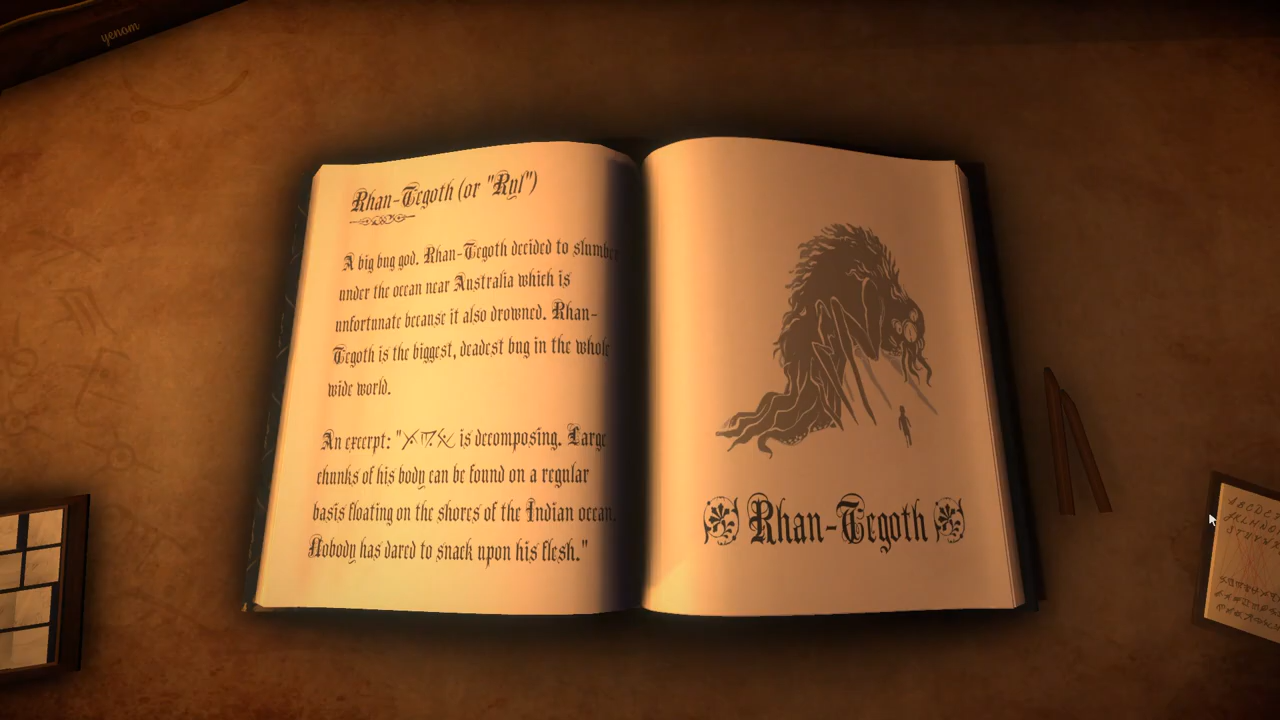 yenom
Rhan-Tegoth (or "Ryl")
A big bug god. Rhan-Tegoth decided to slumber
under the ocean near Australia which is
unfortunate because it also drowned. Rhan-
Tegoth is the biggest, deadest bug in the whole
wide world.
An excerpt: " is decomposing. Large
chunks of his body can be found on a regular
basis floating on the shores of the Indian ocean.
Nobody has dared to snack upon his flesh."
Rhan-Tegoth